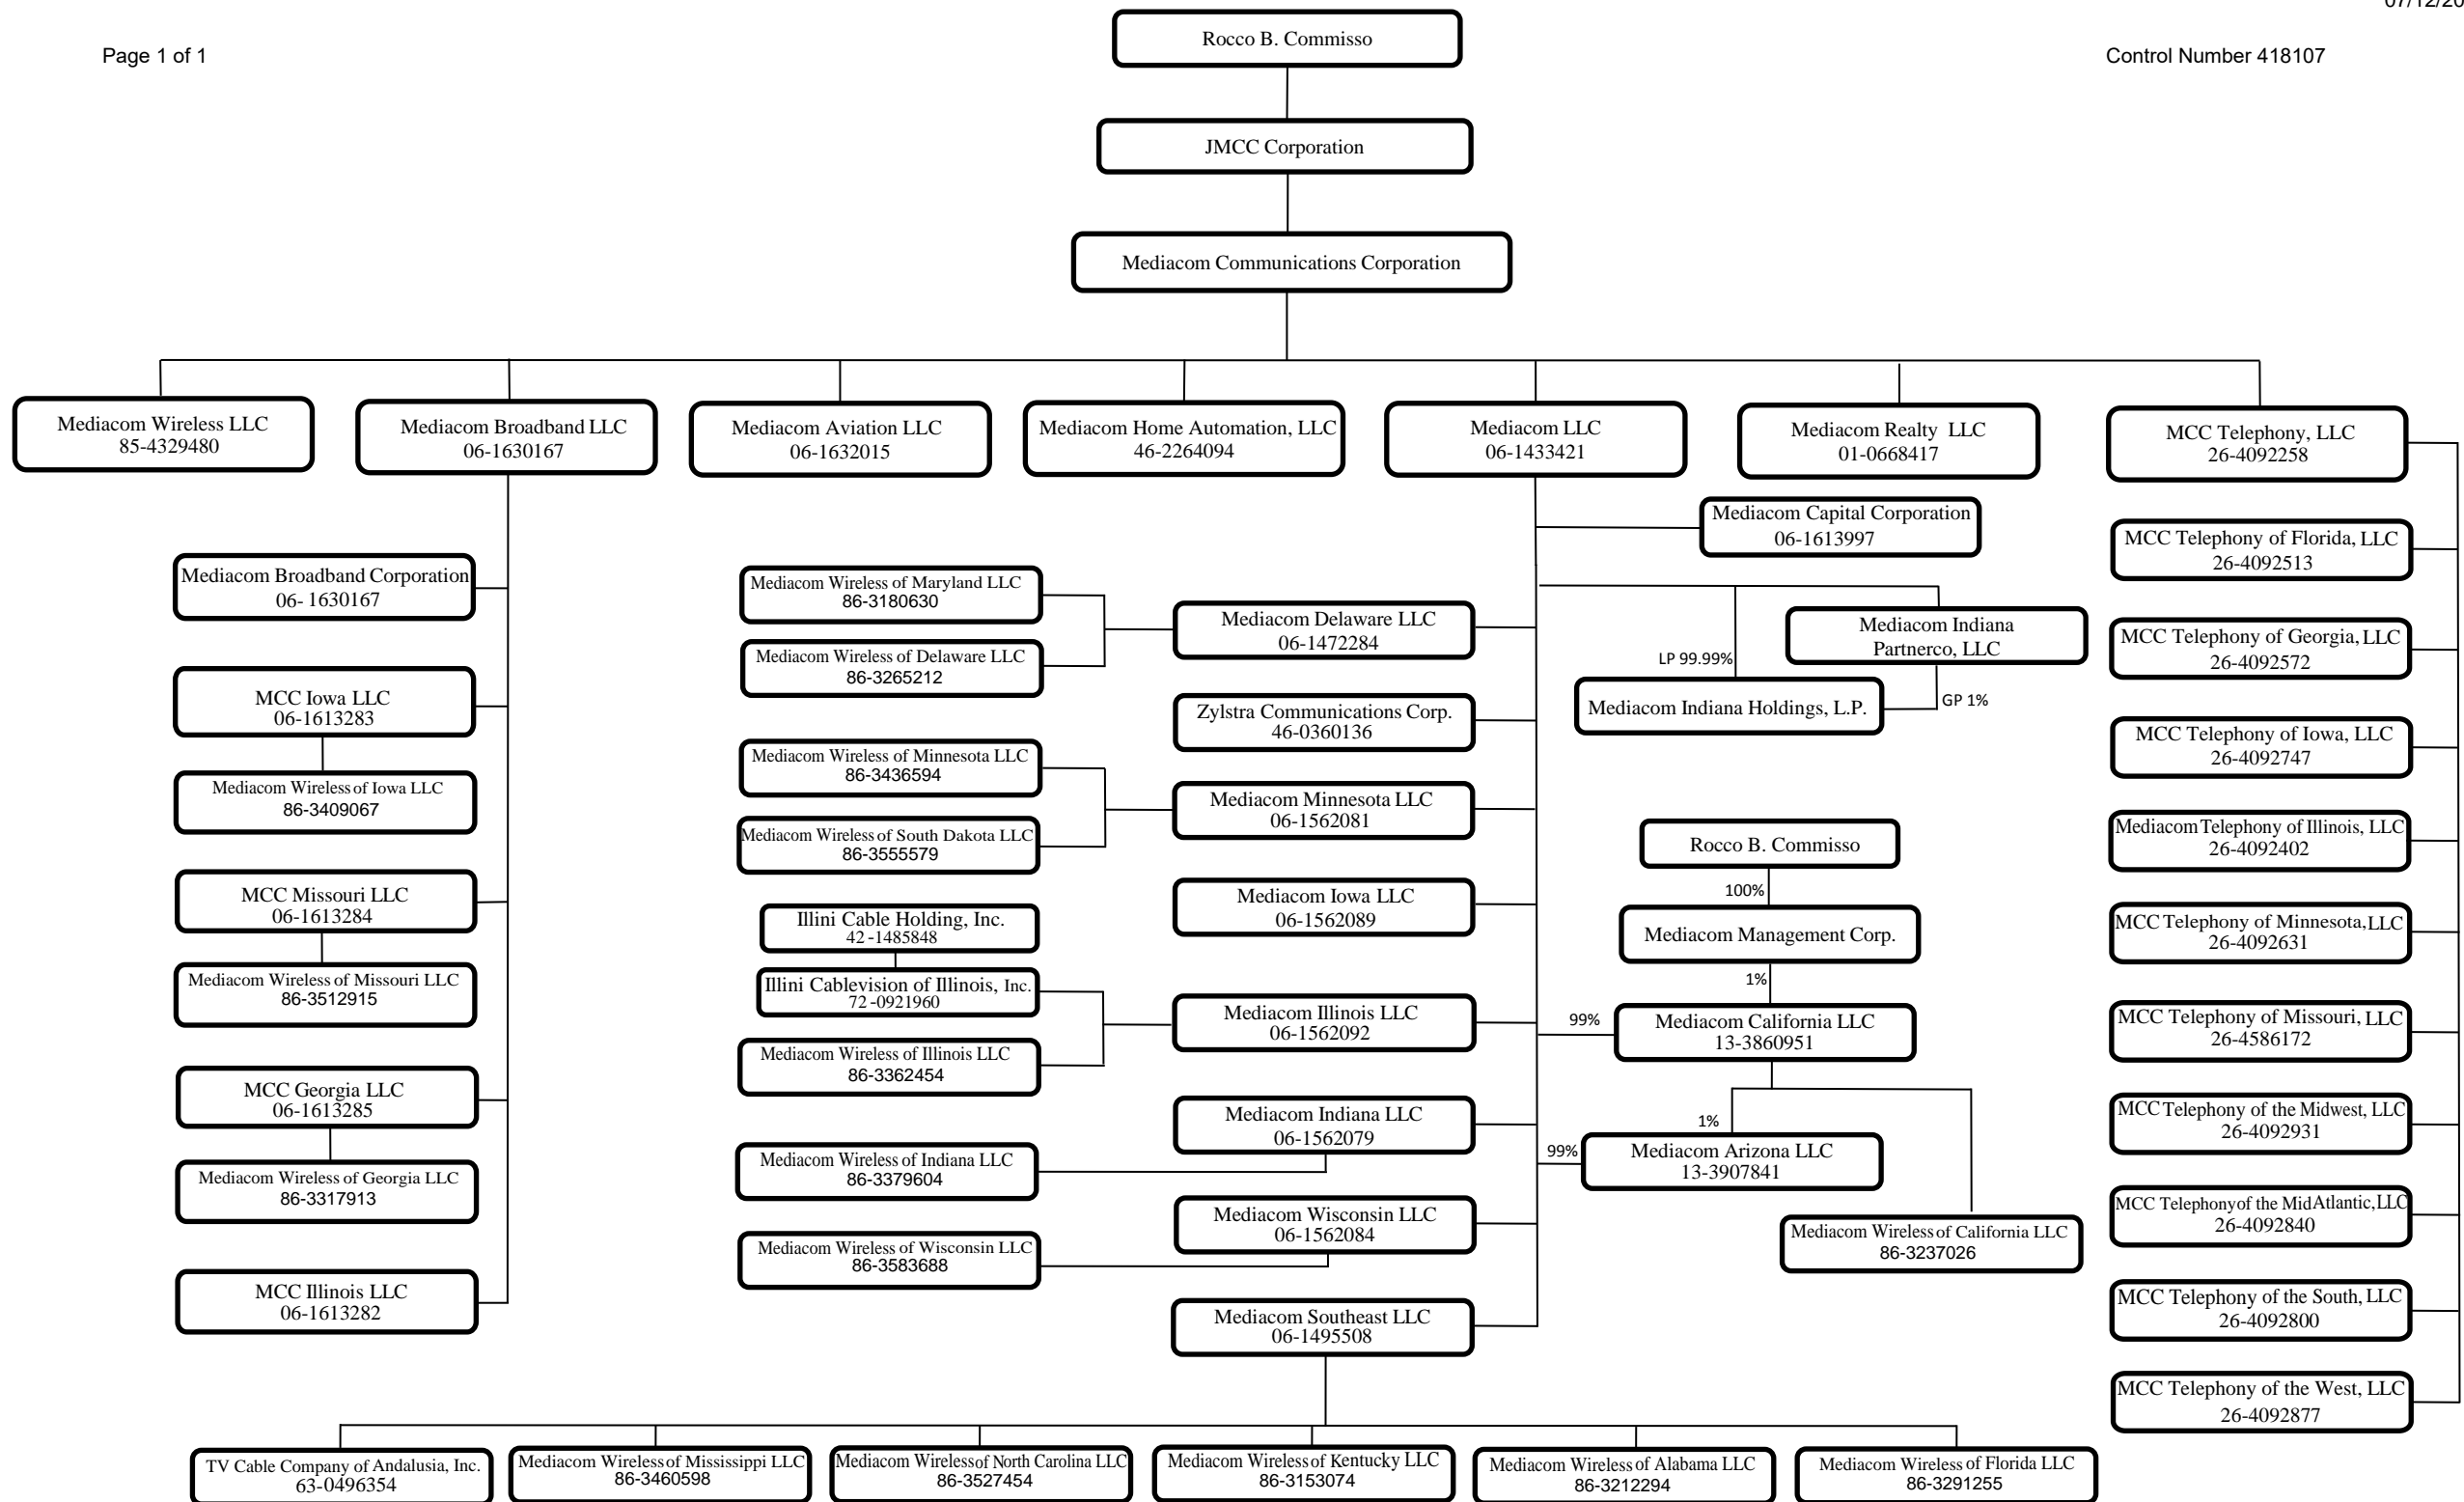 07/12/20
Page 1 of 1
Control Number 418107
Rocco B. Commisso
JMCC Corporation
Mediacom Communications Corporation
Mediacom Wireless LLC
85-4329480
Mediacom Broadband LLC
06-1630167
Mediacom Aviation LLC
06-1632015
Mediacom Home Automation, LLC
46-2264094
Mediacom LLC
06-1433421
Mediacom Realty LLC
01-0668417
MCC Telephony, LLC
26-4092258
Mediacom Broadband Corporation
06- 1630167
MCC Iowa LLC
06-1613283
Mediacom Wireless of Iowa LLC
86-3409067
MCC Missouri LLC
06-1613284
Mediacom Wireless of Missouri LLC
86-3512915
MCC Georgia LLC
06-1613285
Mediacom Wireless of Georgia LLC
86-3317913
MCC Illinois LLC
06-1613282
Mediacom Wireless of Maryland LLC
86-3180630
Mediacom Wireless of Delaware LLC
86-3265212
Mediacom Wireless of Minnesota LLC
86-3436594
Mediacom Wireless of South Dakota LLC
86-3555579
Illini Cable Holding, Inc.
42 -1485848
Illini Cablevision of Illinois, Inc.
72 -0921960
Mediacom Wireless of Illinois LLC
86-3362454
Mediacom Wireless of Indiana LLC
86-3379604
Mediacom Wireless of Wisconsin LLC
86-3583688
Mediacom Delaware LLC
06-1472284
Zylstra Communications Corp.
46-0360136
Mediacom Minnesota LLC
06-1562081
Mediacom Iowa LLC
06-1562089
Mediacom Illinois LLC
06-1562092
Mediacom Indiana LLC
06-1562079
Mediacom Wisconsin LLC
06-1562084
Mediacom Southeast LLC
06-1495508
Mediacom Capital Corporation
06-1613997
Mediacom Indiana
Partnerco, LLC
LP 99.99%
Mediacom Indiana Holdings, L.P.
GP 1%
Rocco B. Commisso
100%
Mediacom Management Corp.
1%
99%
Mediacom California LLC
13-3860951
1%
99%
Mediacom Arizona LLC
13-3907841
Mediacom Wireless of California LLC
86-3237026
MCC Telephony of Florida, LLC
26-4092513
MCC Telephony of Georgia, LLC
26-4092572
MCC Telephony of Iowa, LLC
26-4092747
Mediacom Telephony of Illinois, LLC
26-4092402
MCC Telephony of Minnesota, LLC
26-4092631
MCC Telephony of Missouri, LLC
26-4586172
MCC Telephony of the Midwest, LLC
26-4092931
MCC Telephony of the MidAtlantic, LLC
26-4092840
MCC Telephony of the South, LLC
26-4092800
MCC Telephony of the West, LLC
26-4092877
TV Cable Company of Andalusia, Inc.
63-0496354
Mediacom Wireless of Mississippi LLC
86-3460598
Mediacom Wireless of North Carolina LLC
86-3527454
Mediacom Wireless of Kentucky LLC
86-3153074
Mediacom Wireless of Alabama LLC
86-3212294
Mediacom Wireless of Florida LLC
86-3291255